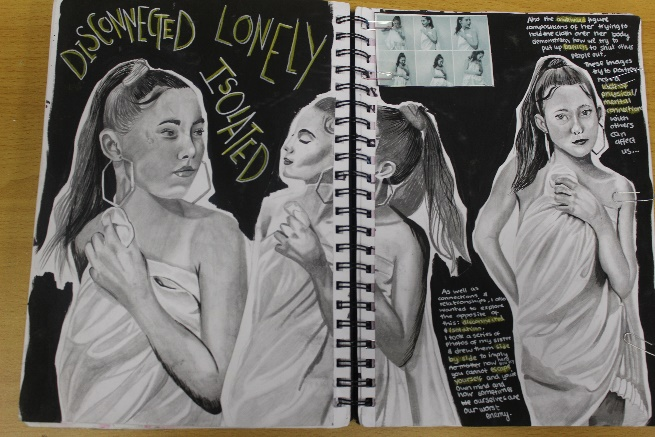 DISCONNECTED
LONELY
ISOLATED
Also the awkward figure
compositions of her trying to
hold one cloth over her body
demonstrates how we try to
put up barriers to shut other
people out.
These images
try to portray
lack of
physical/
mental
connection
with
others
can
affect
us...
As well as
connections &
relationships, I also
wanted to explore
the opposite of
this: disconnected
& isolation.
I took a series of
photos of my sister
& drew them side
by side to imply
no matter how
you cannot escape
yourself and your
own mind and
how sometimes
we ourselves are
our worst
enemy.